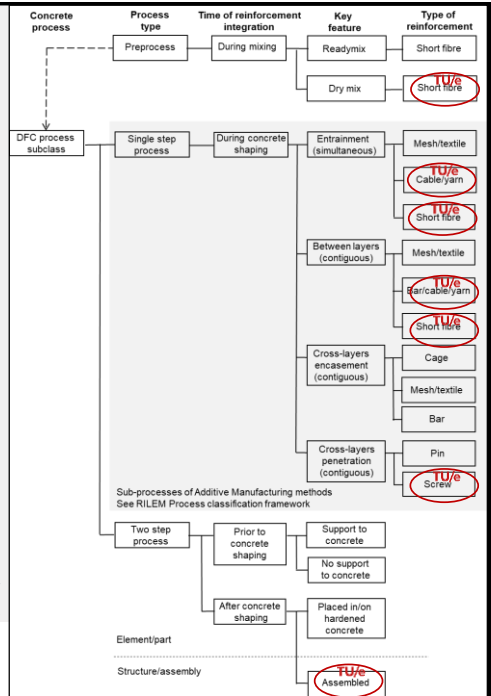 Concrete process
Process type
Time of reinforcement integration
Key feature
Type of reinforcement
Preprocess
During mixing
Readymix
Short fibre
Dry mix
TU/e
Short fibre
DFC process subclass
Single step process
During concrete shaping
Entrainment (simultaneous)
Mesh/textile
TU/e
Cable/yarn
TU/e
Short fibre
Between layers (contiguous)
Mesh/textile
TU/e
Bar/cable/yarn
TU/e
Short fibre
Cross-layers encasement (contiguous)
Cage
Mesh/textile
Bar
Cross-layers penetration (contiguous)
Pin
TU/e
Screw
Sub-processes of Additive Manufacturing methods
See RILEM Process classification framework
Two step process
Prior to concrete shaping
Support to concrete
No support to concrete
After concrete shaping
Placed in/on hardened concrete
Element/part
Structure/assembly
TU/e
Assembled